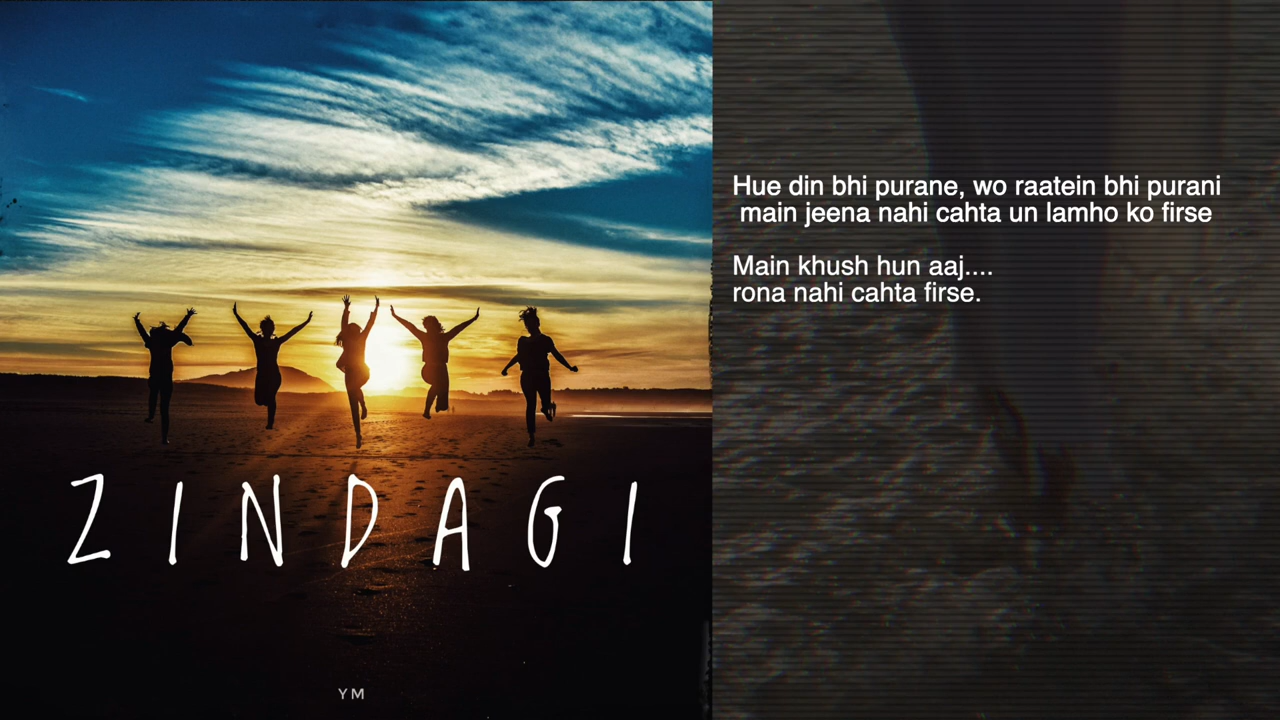 ZINDAGI
YM
Hue din bhi purane, wo raatein bhi purani
main jeena nahi cahta un lamho ko firse
Main khush hun aaj....
rona nahi cahta firse.